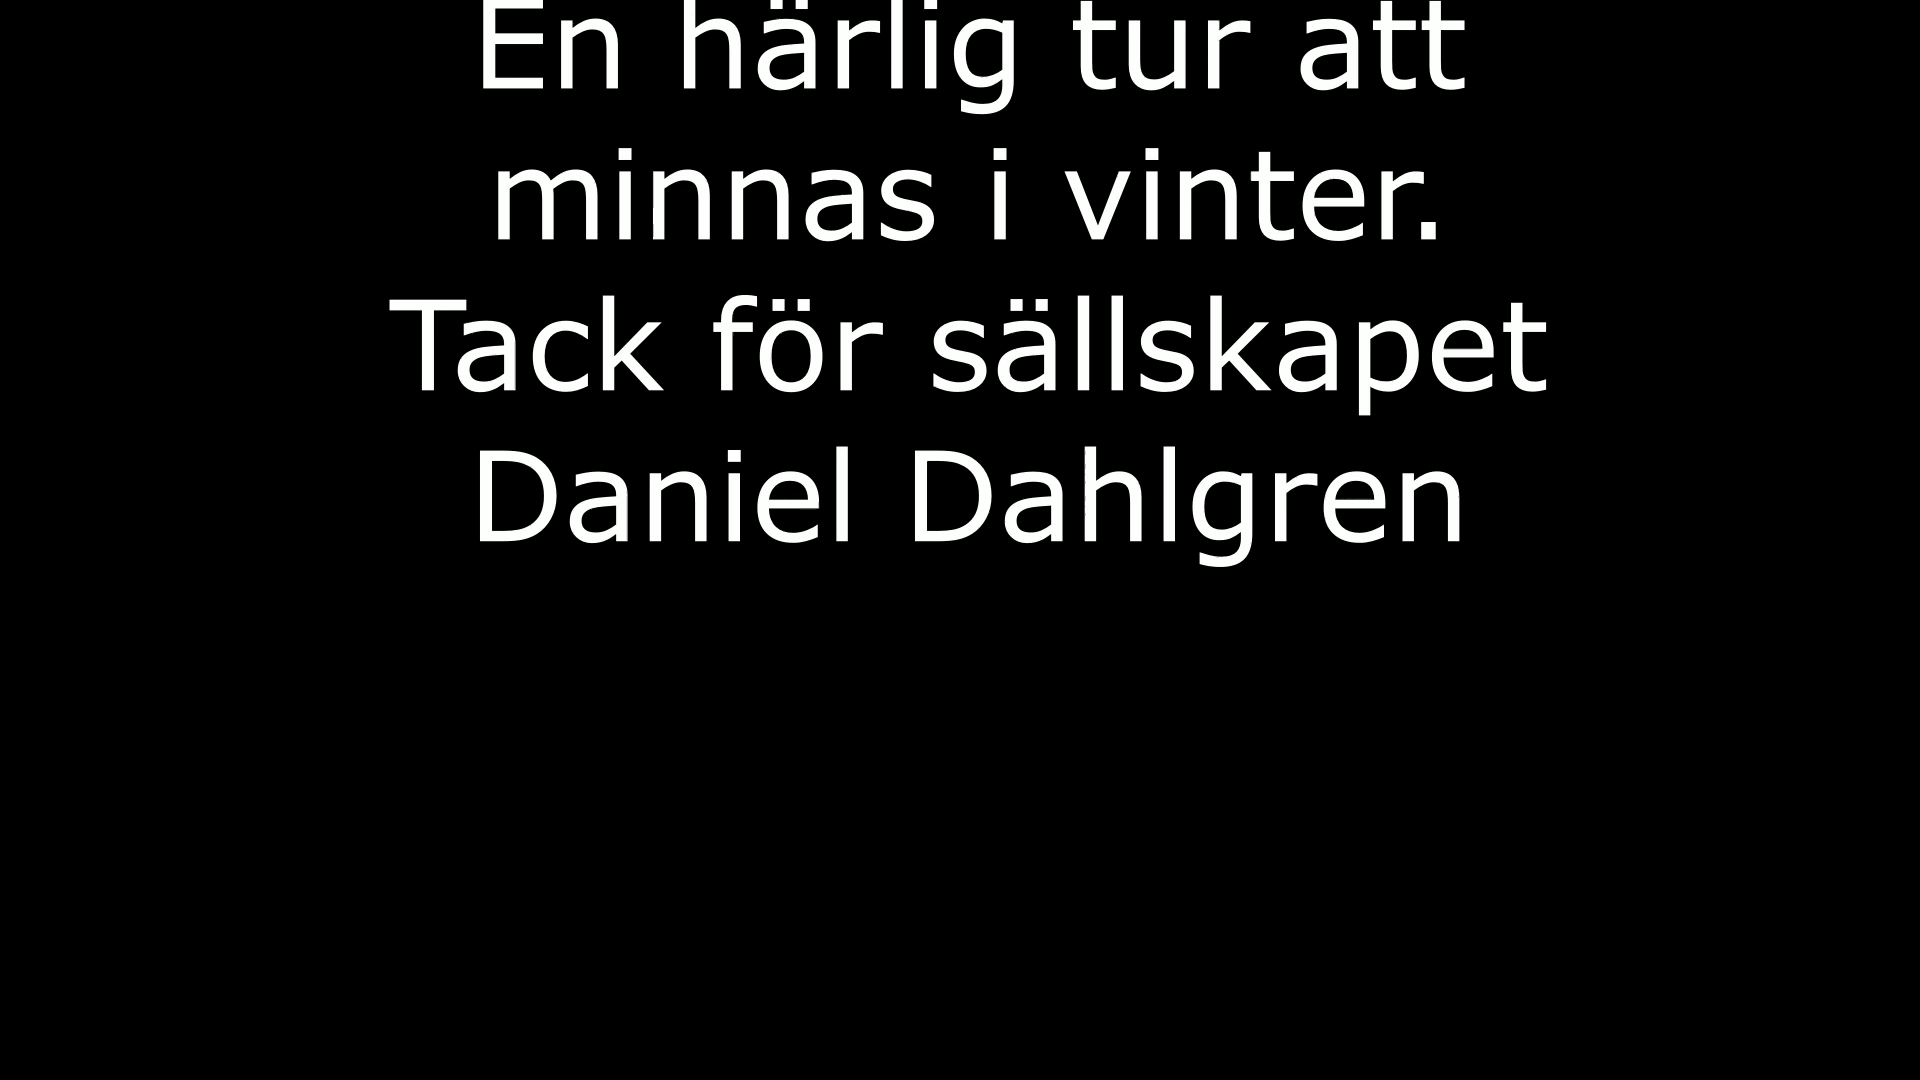 En härlig tur att
minnas i vinter.
Tack för sällskapet
Daniel Dahlgren